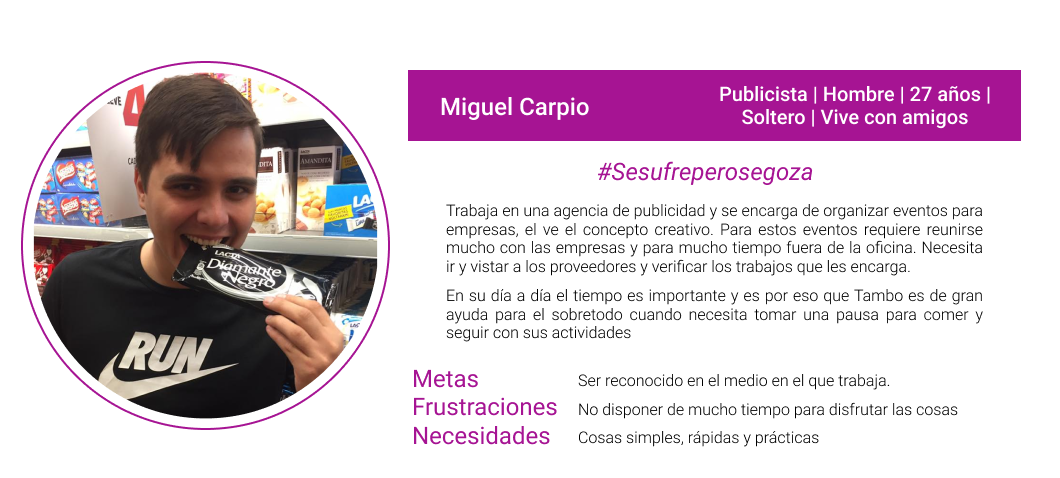 Miguel Carpio
Publicista | Hombre | 27 años |
Soltero | Vive con amigos
#Sesufreperosegoza
Trabaja en una agencia de publicidad y se encarga de organizar eventos para
empresas, el ve el concepto creativo. Para estos eventos requiere reunirse
mucho con las empresas y para mucho tiempo fuera de la oficina. Necesita
ir y vistar a los proveedores y verificar los trabajos que les encarga.
En su día a día el tiempo es importante y es por eso que Tambo es de gran
ayuda para el sobretodo cuando necesita tomar una pausa para comer y
seguir con sus actividades
Metas
Ser reconocido en el medio en el que trabaja.
Frustraciones
No disponer de mucho tiempo para disfrutar las cosas
Necesidades
Cosas simples, rápidas y prácticas
4
Nestlé
Nestlé
AMANDITA
LACTA
Diamante
Negro
RUN